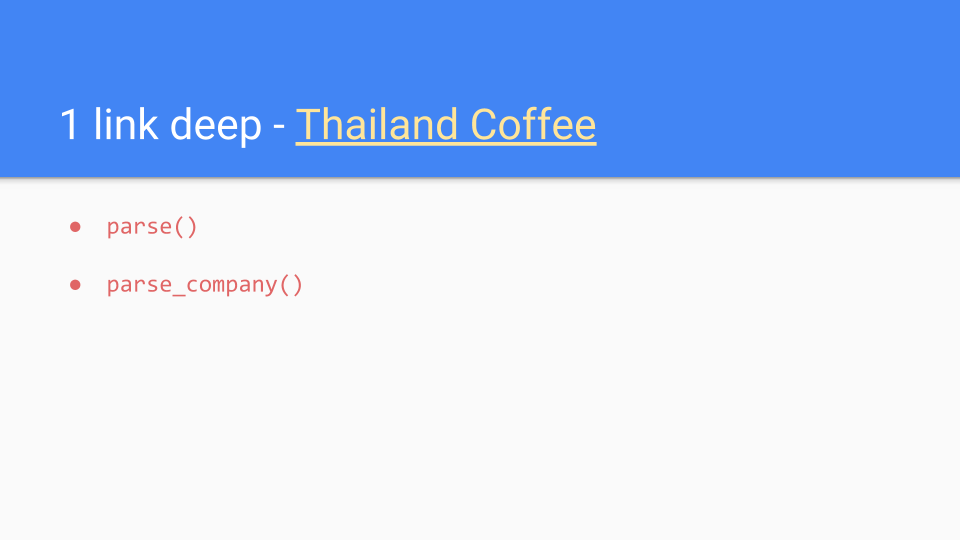 1 link deep - Thailand Coffee
● parse()
● parse_company()